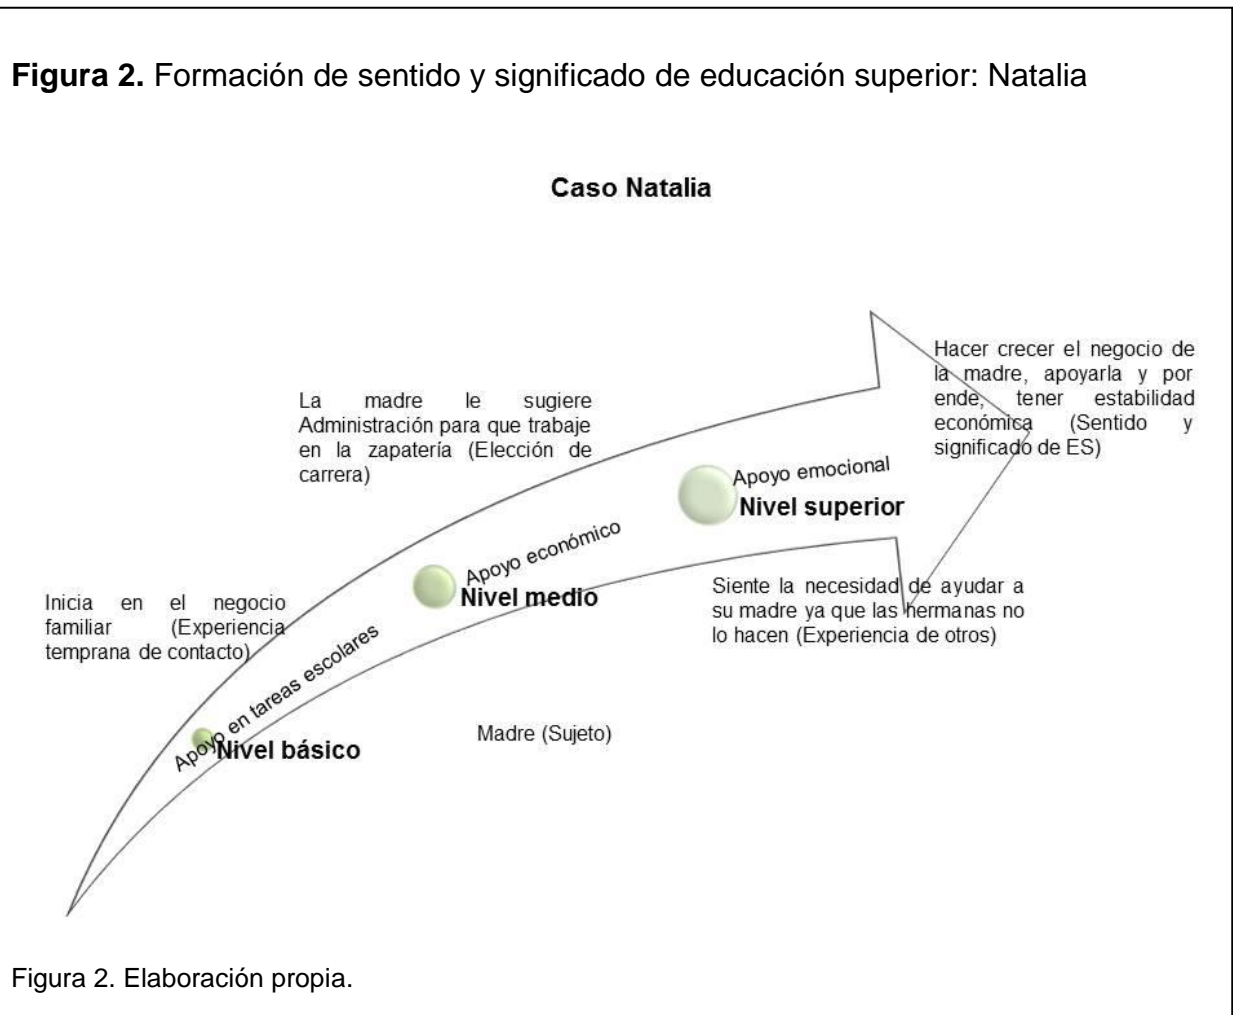 Figura 2. Formación de sentido y significado de educación superior: Natalia
Caso Natalia
Hacer crecer el negocio de
la madre, apoyarla y por
ende, tener estabilidad
económica (Sentido y
significado de ES)
La madre le sugiere
Administración para que trabaje
en la zapatería (Elección de
carrera)
Apoyo emocional
Nivel superior
Apoyo económico
Nivel medio
Siente la necesidad de ayudar a
su madre ya que las hermanas no
lo hacen (Experiencia de otros)
Inicia en el negocio
familiar (Experiencia
temprana de contacto)
Apoyo en tareas escolares
Nivel básico
Madre (Sujeto)
Figura 2. Elaboración propia.